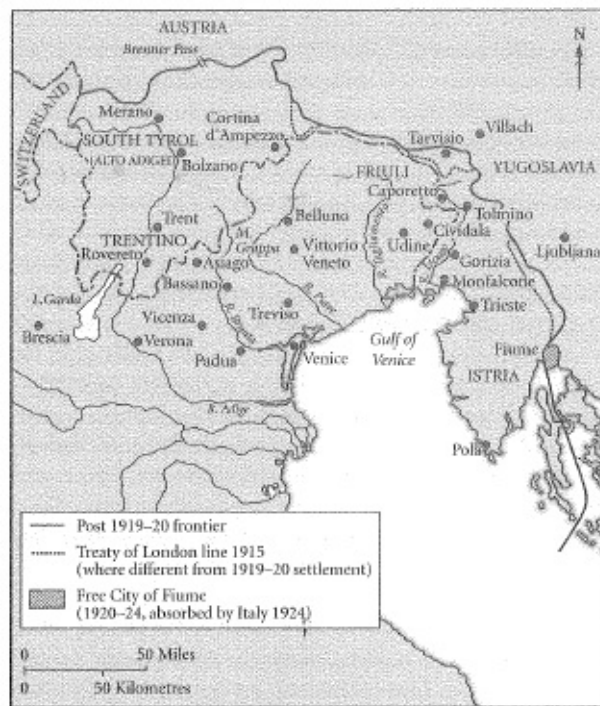 AUSTRIA
Brenner Pass
N
SWITZERLAND
Merano
Cortina
d'Ampezzo
SOUTH TYROL
(ALTO ADIGE)
Bolzano
Tarvisio
Villach
YUGOSLAVIA
FRIULI
Caporetto
Tolmino
Trent
Belluno
R. Tagliamento
Cividala
Udine
Ljubljana
TRENTINO
Rovereto
M.
Grappa
Vittorio
Veneto
Asiago
Gorizia
Bassano
Monfalcone
L. Garda
R. Piave
Trieste
Brescia
Vicenza
Treviso
Verona
Padua
Venice
Gulf of
Venice
Fiume
ISTRIA
Pola
Post 1919–20 frontier
Treaty of London line 1915
(where different from 1919–20 settlement)
Free City of Fiume
(1920–24, absorbed by Italy 1924)
0 50 Miles
0 50 Kilometres